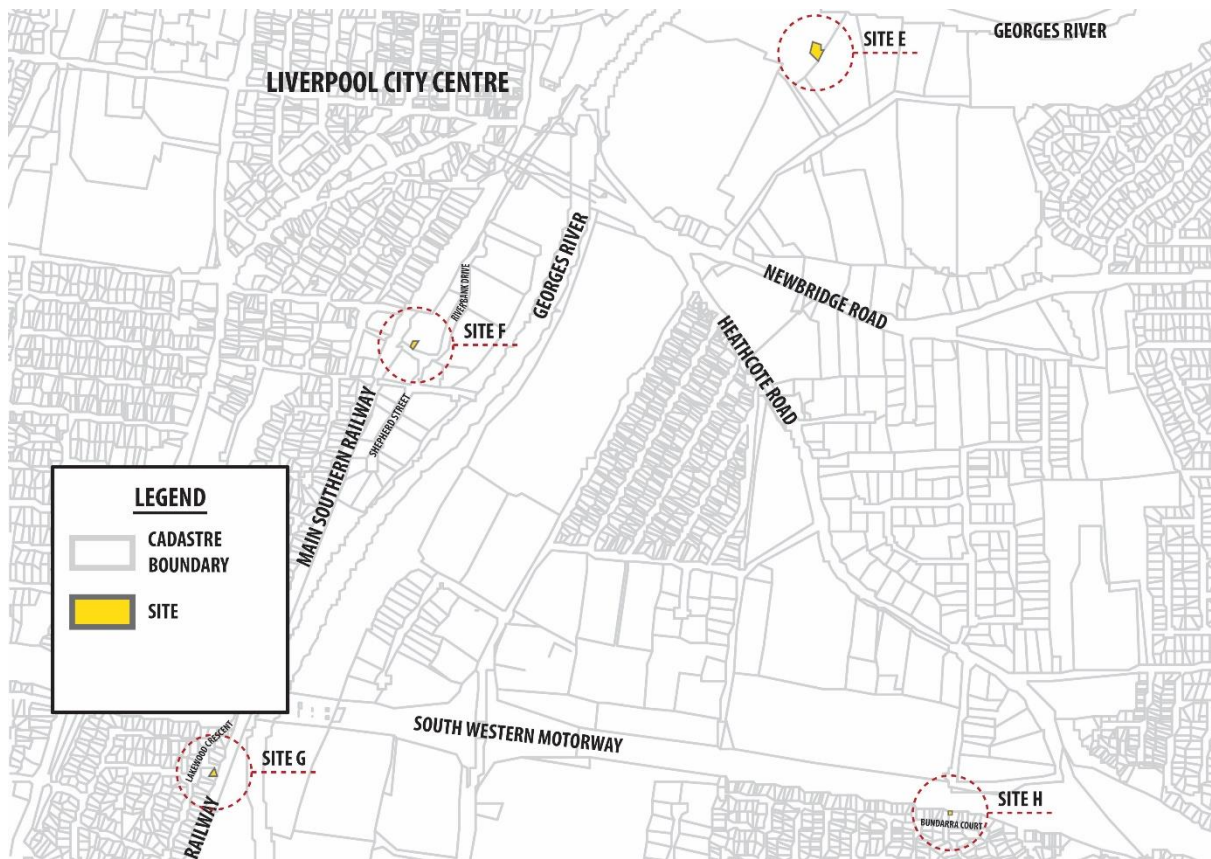 GEORGES RIVER
SITE E
LIVERPOOL CITY CENTRE
GEORGES RIVER
RIVERBANK DRIVE
NEWBRIDGE ROAD
SITE F
HEATHCOTE ROAD
MAIN SOUTHERN RAILWAY
SHEPHERD STREET
LEGEND
CADASTRE
BOUNDARY
SITE
SOUTH WESTERN MOTORWAY
LAKEWOOD CRESCENT
SITE G
RAILWAY
SITE H
BUNDARRA COURT